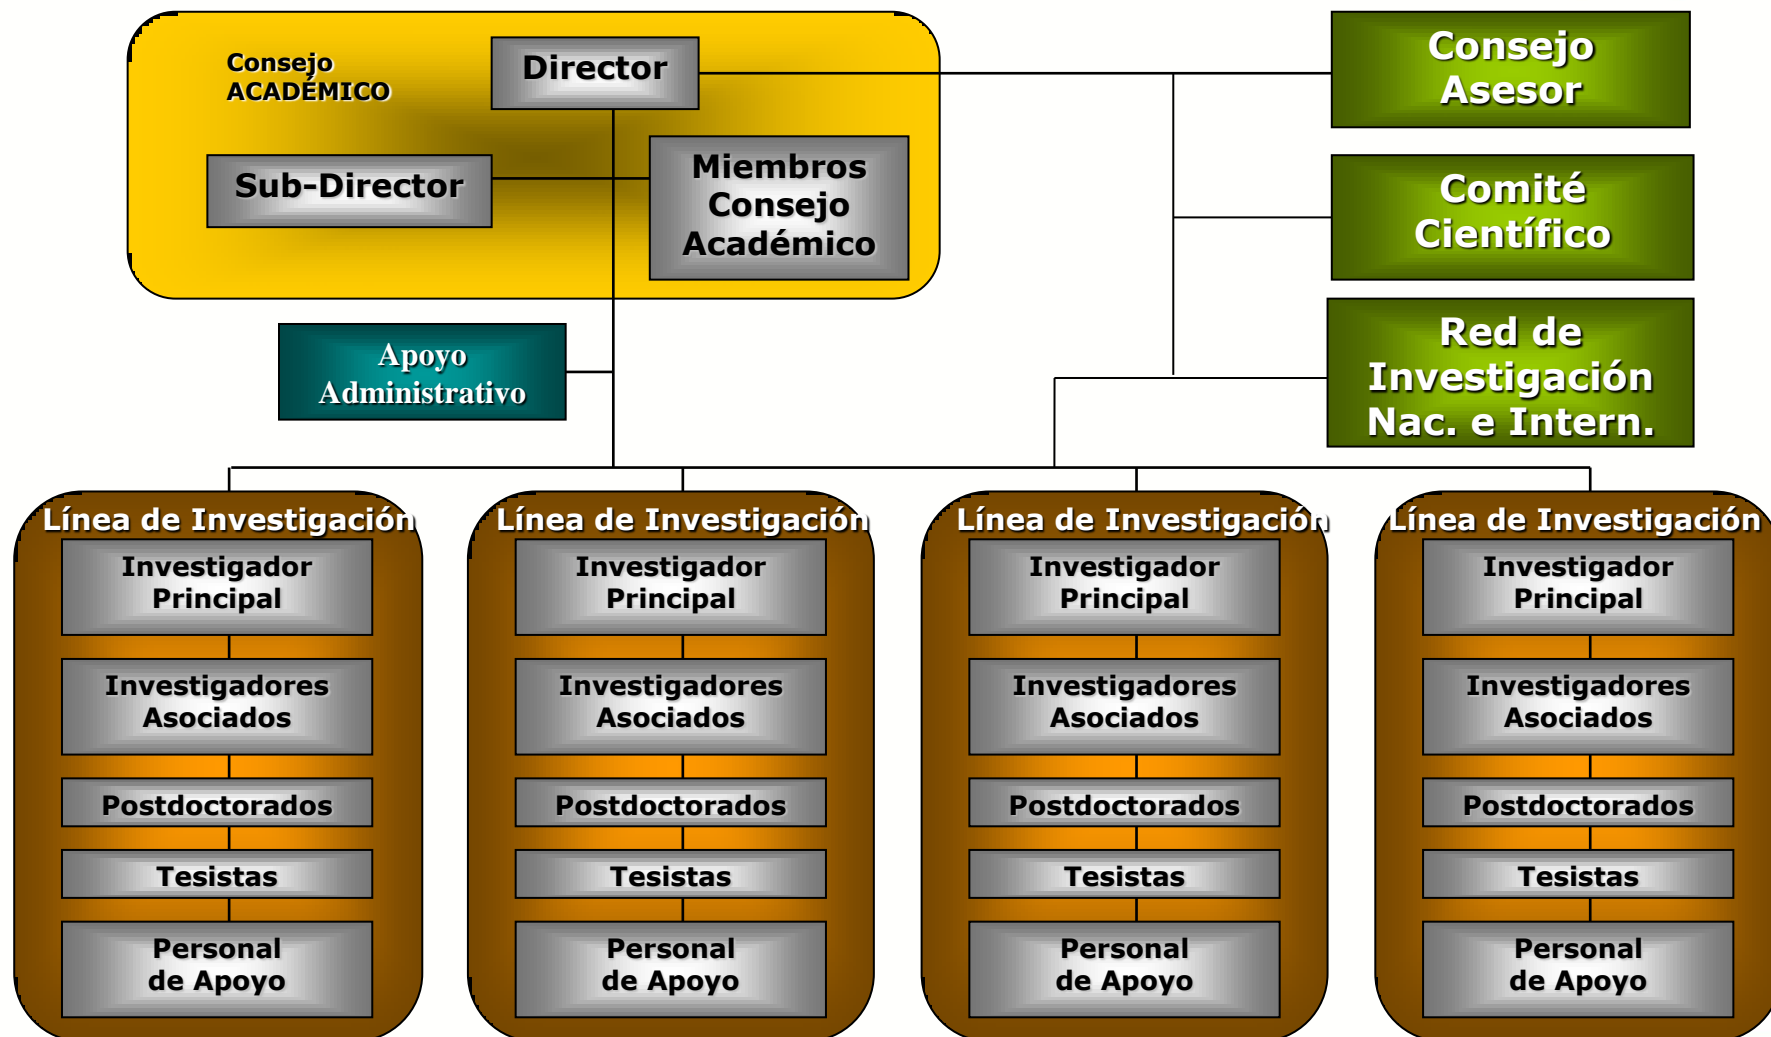 Consejo
ACADÉMICO
Director
Sub-Director
Miembros
Consejo
Académico
Consejo
Asesor
Comité
Científico
Red de
Investigación
Nac. e Intern.
Apoyo
Administrativo
Línea de Investigación
Investigador
Principal
Investigadores
Asociados
Postdoctorados
Tesistas
Personal
de Apoyo
Línea de Investigación
Investigador
Principal
Investigadores
Asociados
Postdoctorados
Tesistas
Personal
de Apoyo
Línea de Investigación
Investigador
Principal
Investigadores
Asociados
Postdoctorados
Tesistas
Personal
de Apoyo
Línea de Investigación
Investigador
Principal
Investigadores
Asociados
Postdoctorados
Tesistas
Personal
de Apoyo